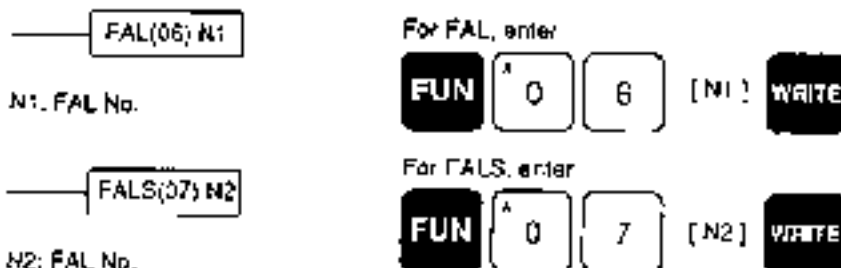 FAL(06) N1
N1: FAL No.
For FAL, enter
FUN 0 6 [N1] WRITE
FALS(07) N2
N2: FAL No.
For FALS, enter
FUN A 0 7 [N2] WRITE